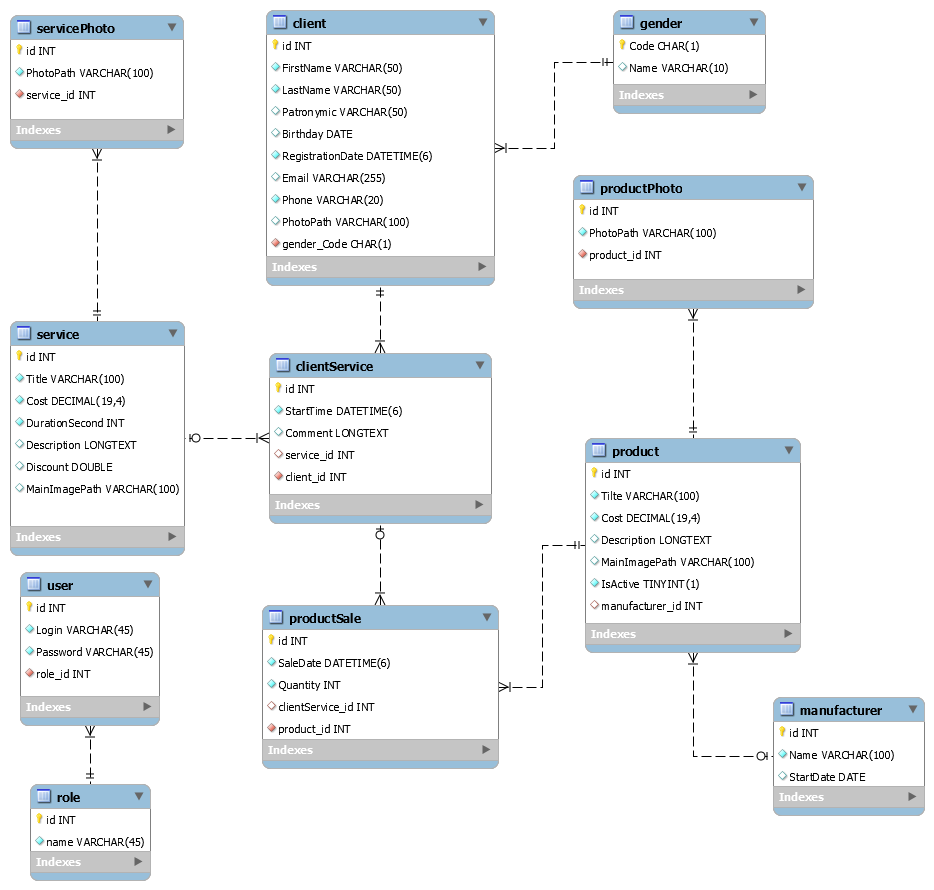 servicePhoto
id INT
PhotoPath VARCHAR(100)
service_id INT
Indexes
client
id INT
FirstName VARCHAR(50)
LastName VARCHAR(50)
Patronymic VARCHAR(50)
Birthday DATE
RegistrationDate DATETIME(6)
Email VARCHAR(255)
Phone VARCHAR(20)
PhotoPath VARCHAR(100)
gender_Code CHAR(1)
Indexes
gender
Code CHAR(1)
Name VARCHAR(10)
Indexes
productPhoto
id INT
PhotoPath VARCHAR(100)
product_id INT
Indexes
service
id INT
Title VARCHAR(100)
Cost DECIMAL(19,4)
DurationSecond INT
Description LONGTEXT
Discount DOUBLE
MainImagePath VARCHAR(100)
Indexes
clientService
id INT
StartTime DATETIME(6)
Comment LONGTEXT
service_id INT
client_id INT
Indexes
product
id INT
Tilte VARCHAR(100)
Cost DECIMAL(19,4)
Description LONGTEXT
MainImagePath VARCHAR(100)
IsActive TINYINT(1)
manufacturer_id INT
Indexes
user
id INT
Login VARCHAR(45)
Password VARCHAR(45)
role_id INT
Indexes
productSale
id INT
SaleDate DATETIME(6)
Quantity INT
clientService_id INT
product_id INT
Indexes
manufacturer
id INT
Name VARCHAR(100)
StartDate DATE
Indexes
role
id INT
name VARCHAR(45)
Indexes